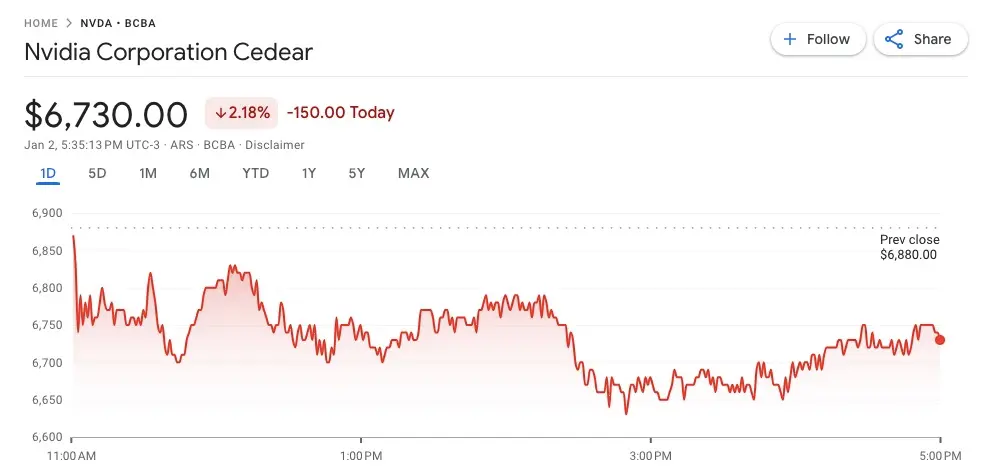 HOME > NVDA • BCBA
Nvidia Corporation Cedear
+ Follow
Share
$6,730.00 ↓2.18% -150.00 Today
Jan 2, 5:35:13 PM UTC-3 · ARS · BCBA · Disclaimer
1D 5D 1M 6M YTD 1Y 5Y MAX
6,900
Prev close
$6,880.00
6,850
6,800
6,750
6,700
6,650
6,600
11:00 AM 1:00 PM 3:00 PM 5:00 PM